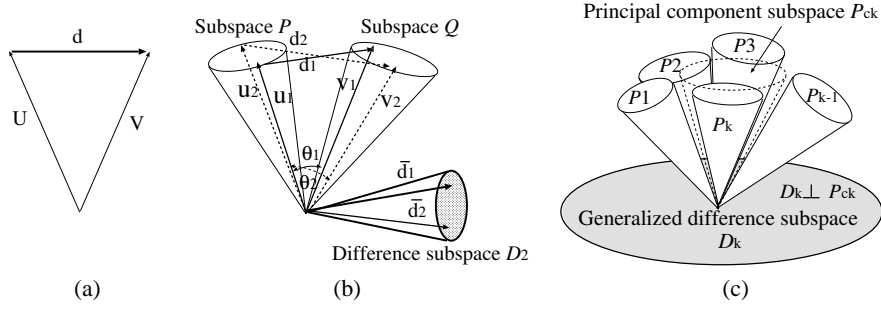 d
U
V
(a)
Subspace P
Subspace Q
d2
d1
u2
u1
v1
v2
θ1
θ2
d̄1
d̄2
Difference subspace D2
(b)
Principal component subspace Pck
P1
P2
P3
Pk
Pk-1
Dk⊥ Pck
Generalized difference subspace
Dk
(c)